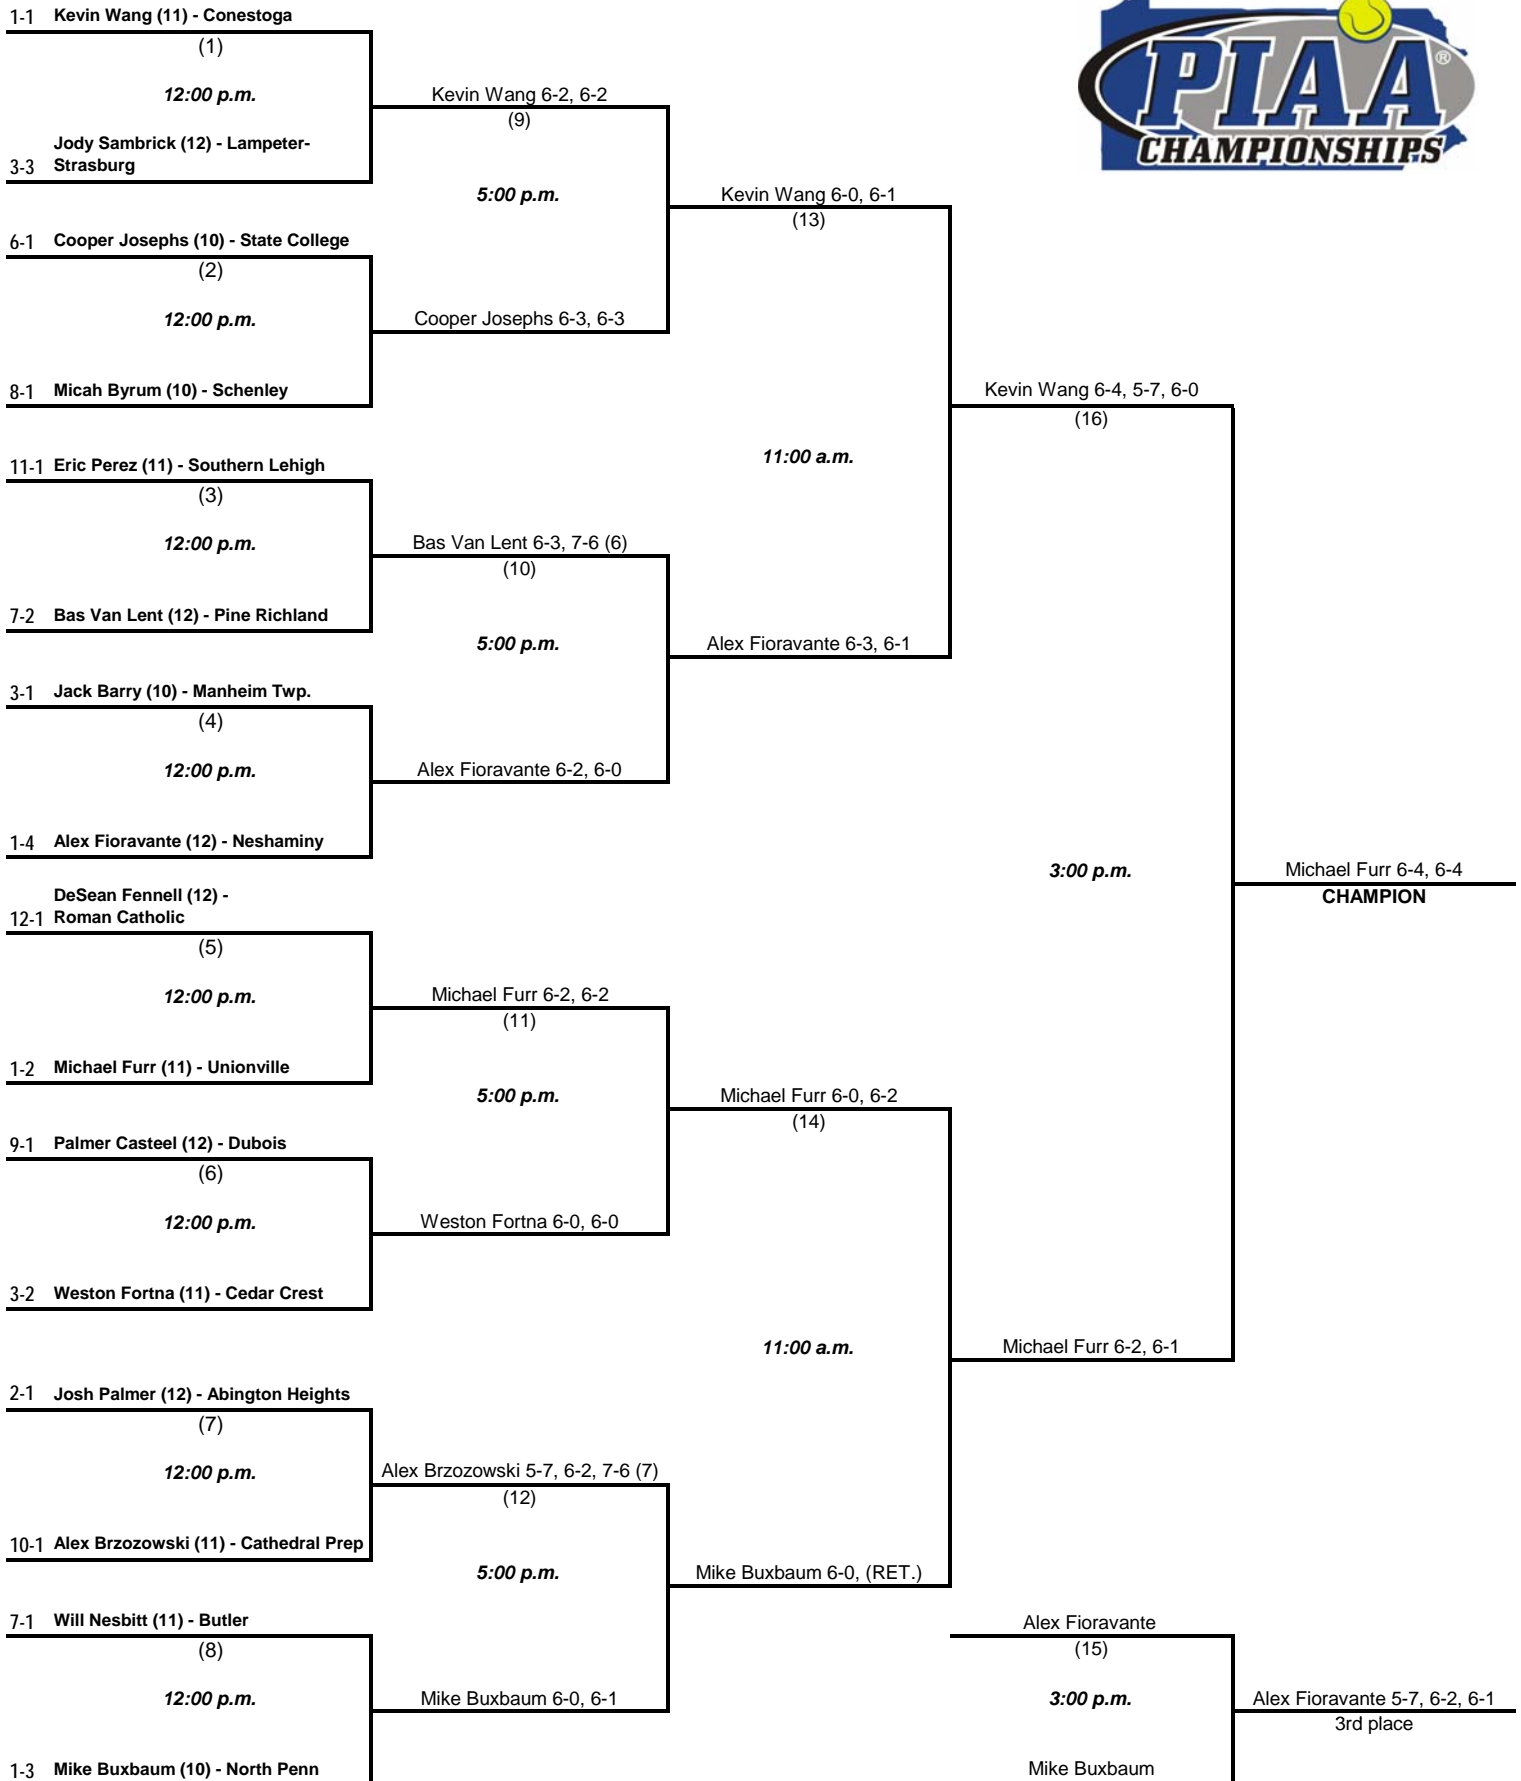 PIAA®
CHAMPIONSHIPS
1-1 Kevin Wang (11) - Conestoga
(1)
12:00 p.m.
Kevin Wang 6-2, 6-2
(9)
Jody Sambrick (12) - Lampeter-
3-3 Strasburg
5:00 p.m.
Kevin Wang 6-0, 6-1
(13)
6-1 Cooper Josephs (10) - State College
(2)
12:00 p.m.
Cooper Josephs 6-3, 6-3
8-1 Micah Byrum (10) - Schenley
Kevin Wang 6-4, 5-7, 6-0
(16)
11:00 a.m.
11-1 Eric Perez (11) - Southern Lehigh
(3)
12:00 p.m.
Bas Van Lent 6-3, 7-6 (6)
(10)
7-2 Bas Van Lent (12) - Pine Richland
5:00 p.m.
Alex Fioravante 6-3, 6-1
3-1 Jack Barry (10) - Manheim Twp.
(4)
12:00 p.m.
Alex Fioravante 6-2, 6-0
1-4 Alex Fioravante (12) - Neshaminy
3:00 p.m.
Michael Furr 6-4, 6-4
CHAMPION
DeSean Fennell (12) -
12-1 Roman Catholic
(5)
12:00 p.m.
Michael Furr 6-2, 6-2
(11)
1-2 Michael Furr (11) - Unionville
5:00 p.m.
Michael Furr 6-0, 6-2
(14)
9-1 Palmer Casteel (12) - Dubois
(6)
12:00 p.m.
Weston Fortna 6-0, 6-0
3-2 Weston Fortna (11) - Cedar Crest
11:00 a.m.
Michael Furr 6-2, 6-1
2-1 Josh Palmer (12) - Abington Heights
(7)
12:00 p.m.
Alex Brzozowski 5-7, 6-2, 7-6 (7)
(12)
10-1 Alex Brzozowski (11) - Cathedral Prep
5:00 p.m.
Mike Buxbaum 6-0, (RET.)
7-1 Will Nesbitt (11) - Butler
(8)
12:00 p.m.
Mike Buxbaum 6-0, 6-1
1-3 Mike Buxbaum (10) - North Penn
Alex Fioravante
(15)
3:00 p.m.
Alex Fioravante 5-7, 6-2, 6-1
3rd place
Mike Buxbaum